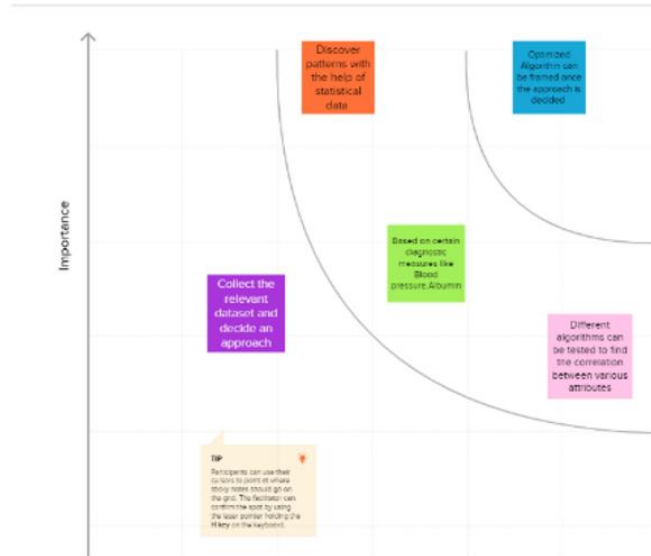 Discover
patterns with
the help of
statistical
data
Optimized
Algorithm can
be framed once
the approach is
decided
Importance
Based on certain
diagnostic
measures like
Blood
pressure,Albumin
Collect the
relevant
dataset and
decide an
approach
Different
algorithms can
be tested to find
the correlation
between various
attributes
TIP
Participants can use their
cursors to point at where
sticky notes should go on
the grid. The facilitator can
confirm the spot by using
the laser pointer holding the
H key on the keyboard.